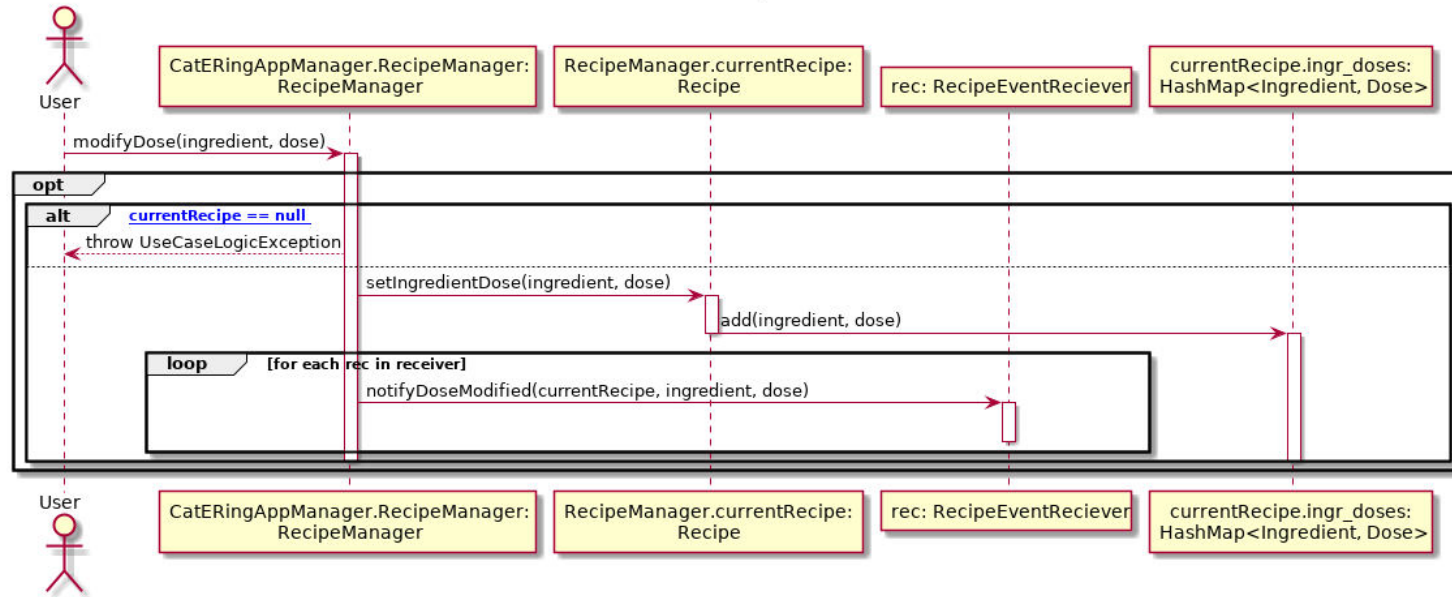 User
CatERingAppManager.RecipeManager:
RecipeManager
RecipeManager.currentRecipe:
Recipe
rec: RecipeEventReciever
currentRecipe.ingr_doses:
HashMap<Ingredient, Dose>
modifyDose(ingredient, dose)
opt
alt currentRecipe == null
throw UseCaseLogicException
setIngredientDose(ingredient, dose)
add(ingredient, dose)
loop [for each rec in receiver]
notifyDoseModified(currentRecipe, ingredient, dose)
User
CatERingAppManager.RecipeManager:
RecipeManager
RecipeManager.currentRecipe:
Recipe
rec: RecipeEventReciever
currentRecipe.ingr_doses:
HashMap<Ingredient, Dose>